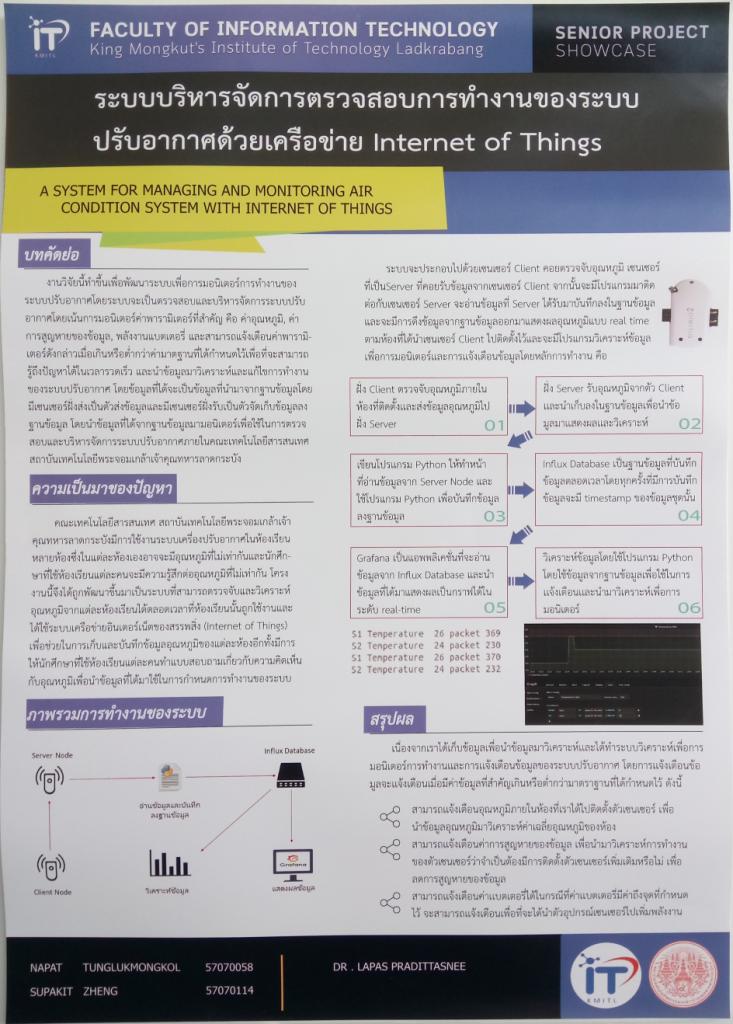 iT
KMITL
FACULTY OF INFORMATION TECHNOLOGY
King Mongkut's Institute of Technology Ladkrabang
SENIOR PROJECT
SHOWCASE
ระบบบริหารจัดการตรวจสอบการทำงานของระบบ
ปรับอากาศด้วยเครือข่าย Internet of Things
A SYSTEM FOR MANAGING AND MONITORING AIR
CONDITION SYSTEM WITH INTERNET OF THINGS
บทคัดย่อ
งานวิจัยนี้ทำขึ้นเพื่อพัฒนาระบบเพื่อการมอนิเตอร์การทำงานของ
ระบบปรับอากาศโดยระบบจะเป็นตรวจสอบและบริหารจัดการระบบปรับ
อากาศโดยเน้นการมอนิเตอร์ค่าพารามิเตอร์ที่สำคัญ คือ ค่าอุณหภูมิ, ค่า
การสูญหายของข้อมูล, พลังงานแบตเตอรี่ และสามารถแจ้งเตือนค่าพารามิ-
เตอร์ดังกล่าวเมื่อเกินหรือต่ำกว่าค่ามาตฐานที่ได้กำหนดไว้เพื่อที่จะสามารถ
รู้ถึงปัญหาได้ในเวลารวดเร็ว และนำข้อมูลมาวิเคราะห์และแก้ไขการทำงาน
ของระบบปรับอากาศ โดยข้อมูลที่ได้จะเป็นข้อมูลที่นำมาจากฐานข้อมูลโดย
มีเซนเซอร์ฝั่งส่งเป็นตัวส่งข้อมูลและมีเซนเซอร์ฝั่งรับเป็นตัวจัดเก็บข้อมูลลง
ฐานข้อมูล โดยนำข้อมูลที่ได้จากฐานข้อมูลมามอนิเตอร์เพื่อใช้ในการตรวจ
สอบและบริหารจัดการระบบปรับอากาศภายในคณะเทคโนโลยีสารสนเทศ
สถาบันเทคโนโลยีพระจอมเกล้าเจ้าคุณทหารลาดกระบัง
ความเป็นมาของปัญหา
คณะเทคโนโลยีสารสนเทศ สถาบันเทคโนโลยีพระจอมเกล้าเจ้า
คุณทหารลาดกระบังมีการใช้งานระบบเครื่องปรับอากาศในห้องเรียน
หลายห้องซึ่งในแต่ละห้องเองอาจจะมีอุณหภูมิที่ไม่เท่ากันและนักศึก-
ษาที่ใช้ห้องเรียนแต่ละคนจะมีความรู้สึกต่ออุณหภูมิที่ไม่เท่ากัน โครง
งานนี้จึงได้ถูกพัฒนาขึ้นมาเป็นระบบที่สามารถตรวจจับและวิเคราะห์
อุณหภูมิจากแต่ละห้องเรียนได้ตลอดเวลาที่ห้องเรียนนั้นถูกใช้งานและ
ได้ใช้ระบบเครือข่ายอินเตอร์เน็ตของสรรพสิ่ง (Internet of Things)
เพื่อช่วยในการเก็บและบันทึกข้อมูลอุณหภูมิของแต่ละห้องอีกทั้งมีการ
ให้นักศึกษาที่ใช้ห้องเรียนแต่ละคนทำแบบสอบถามเกี่ยวกับความคิดเห็น
กับอุณหภูมิเพื่อนำข้อมูลที่ได้มาใช้ในการกำหนดการทำงานของระบบ
ภาพรวมการทำงานของระบบ
Server Node
Influx Database
อ่านข้อมูลและบันทึก
ลงฐานข้อมูล
Grafana
Client Node
วิเคราะห์ข้อมูล
แสดงผลข้อมูล
ระบบจะประกอบไปด้วยเซนเซอร์ Client คอยตรวจจับอุณหภูมิ เซนเซอร์
ที่เป็นServer ที่คอยรับข้อมูลจากเซนเซอร์ Client จากนั้นจะมีโปรแกรมมาติด
ต่อกับเซนเซอร์ Server จะอ่านข้อมูลที่ Server ได้รับมาบันทึกลงในฐานข้อมูล
และจะมีการดึงข้อมูลจากฐานข้อมูลออกมาแสดงผลอุณหภูมิแบบ real time
ตามห้องที่ได้นำเซนเซอร์ Client ไปติดตั้งไว้และจะมีโปรแกรมวิเคราะห์ข้อมูล
เพื่อการมอนิเตอร์และการแจ้งเตือนข้อมูลโดยหลักการทำงาน คือ
ฝั่ง Client ตรวจจับอุณหภูมิภายใน
ห้องที่ติดตั้งและส่งข้อมูลอุณหภูมิไป
ฝั่ง Server
01
ฝั่ง Server รับอุณหภูมิจากตัว Client
และนำเก็บลงในฐานข้อมูลเพื่อนำข้อ
มูลมาแสดงผลและวิเคราะห์
02
เขียนโปรแกรม Python ให้ทำหน้า
ที่อ่านข้อมูลจาก Server Node และ
ใช้โปรแกรม Python เพื่อบันทึกข้อมูล
ลงฐานข้อมูล
03
Influx Database เป็นฐานข้อมูลที่บันทึก
ข้อมูลตลอดเวลาโดยทุกครั้งที่มีการบันทึก
ข้อมูลจะมี timestamp ของข้อมูลชุดนั้น
04
Grafana เป็นแอพพลิเคชั่นที่จะอ่าน
ข้อมูลจาก Influx Database และนำ
ข้อมูลที่ได้มาแสดงผลเป็นกราฟได้ใน
ระดับ real-time
05
วิเคราะห์ข้อมูลโดยใช้โปรแกรม Python
โดยใช้ข้อมูลจากฐานข้อมูลเพื่อใช้ในการ
แจ้งเตือนและนำมาวิเคราะห์เพื่อการ
มอนิเตอร์
06
S1 Temperature 26 packet 369
S2 Temperature 24 packet 230
S1 Temperature 26 packet 370
S2 Temperature 24 packet 232
สรุปผล
เนื่องจากเราได้เก็บข้อมูลเพื่อนำข้อมูลมาวิเคราะห์และได้ทำระบบวิเคราะห์เพื่อการ
มอนิเตอร์การทำงานและการแจ้งเตือนข้อมูลของระบบปรับอากาศ โดยการแจ้งเตือนข้อ
มูลจะแจ้งเตือนเมื่อมีค่าข้อมูลที่สำคัญเกินหรือต่ำกว่ามาตราฐานที่ได้กำหนดไว้ ดังนี้
สามารถแจ้งเตือนอุณหภูมิภายในห้องที่เราได้ไปติดตั้งตัวเซนเซอร์ เพื่อ
นำข้อมูลอุณหภูมิมาวิเคราะห์ค่าเฉลี่ยอุณหภูมิของห้อง
สามารถแจ้งเตือนค่าการสูญหายของข้อมูล เพื่อนำมาวิเคราะห์การทำงาน
ของตัวเซนเซอร์ว่าจำเป็นต้องมีการติดตั้งตัวเซนเซอร์เพิ่มเติมหรือไม่ เพื่อ
ลดการสูญหายของข้อมูล
สามารถแจ้งเตือนค่าแบตเตอรี่ได้ในกรณีที่ค่าแบตเตอรี่มีค่าถึงจุดที่กำหนด
ไว้ จะสามารถแจ้งเตือนเพื่อที่จะได้นำตัวอุปกรณ์เซนเซอร์ไปเพิ่มพลังงาน
NAPAT TUNGLUKMONGKOL 57070058
SUPAKIT ZHENG 57070114
DR . LAPAS PRADITTASNEE
iT
KMITL